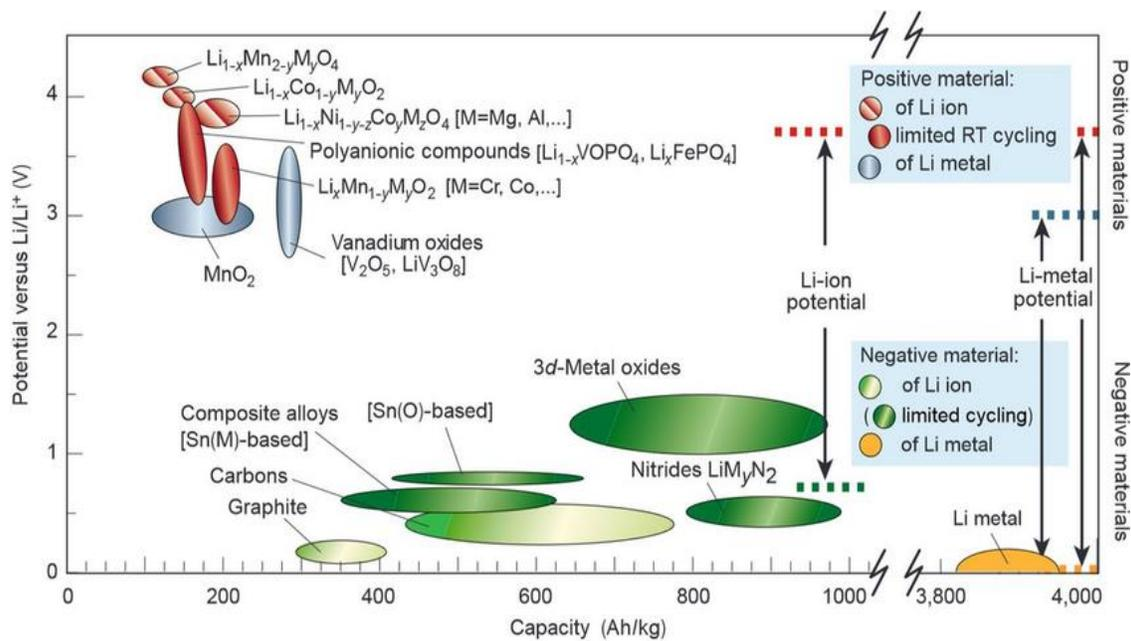 Potential versus Li/Li⁺ (V)
4
3
2
1
0
Li₁₋ₓMn₂₋yMyO₄
Li₁₋ₓCo₁₋yMyO₂
Li₁₋ₓNi₁₋y₋zCoyMzO₄ [M=Mg, Al,...]
Polyanionic compounds [Li₁₋ₓVOPO₄, LiₓFePO₄]
LiₓMn₁₋yMyO₂ [M=Cr, Co,...]
Vanadium oxides
[V₂O₅, LiV₃O₈]
MnO₂
Positive material:
of Li ion
limited RT cycling
of Li metal
Positive materials
Li-ion
potential
Li-metal
potential
Negative material:
of Li ion
( limited cycling)
of Li metal
Negative materials
3d-Metal oxides
[Sn(O)-based]
Composite alloys
[Sn(M)-based]
Carbons
Graphite
Nitrides LiMyN₂
Li metal
0
200
400
600
800
1000
3,800
4,000
Capacity (Ah/kg)